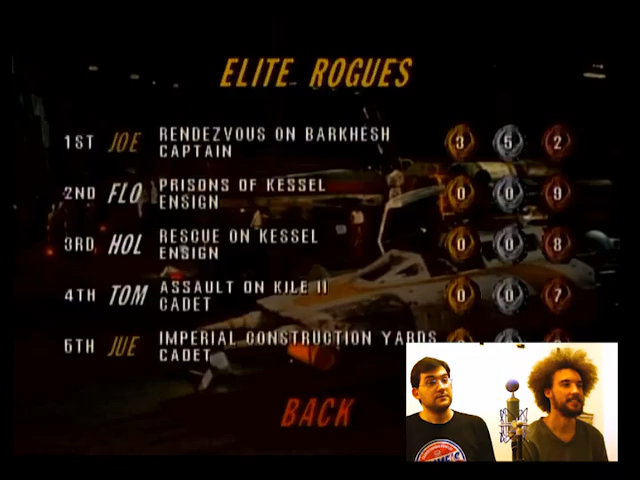 ELITE ROGUES
1ST JOE RENDEZVOUS ON BARKHESH CAPTAIN 3 5 2
2ND FLO PRISONS OF KESSEL ENSIGN 0 0 9
3RD HOL RESCUE ON KESSEL ENSIGN 0 0 8
4TH TOM ASSAULT ON KILE II CADET 0 0 7
5TH JUE IMPERIAL CONSTRUCTION YARDS CADET
BACK